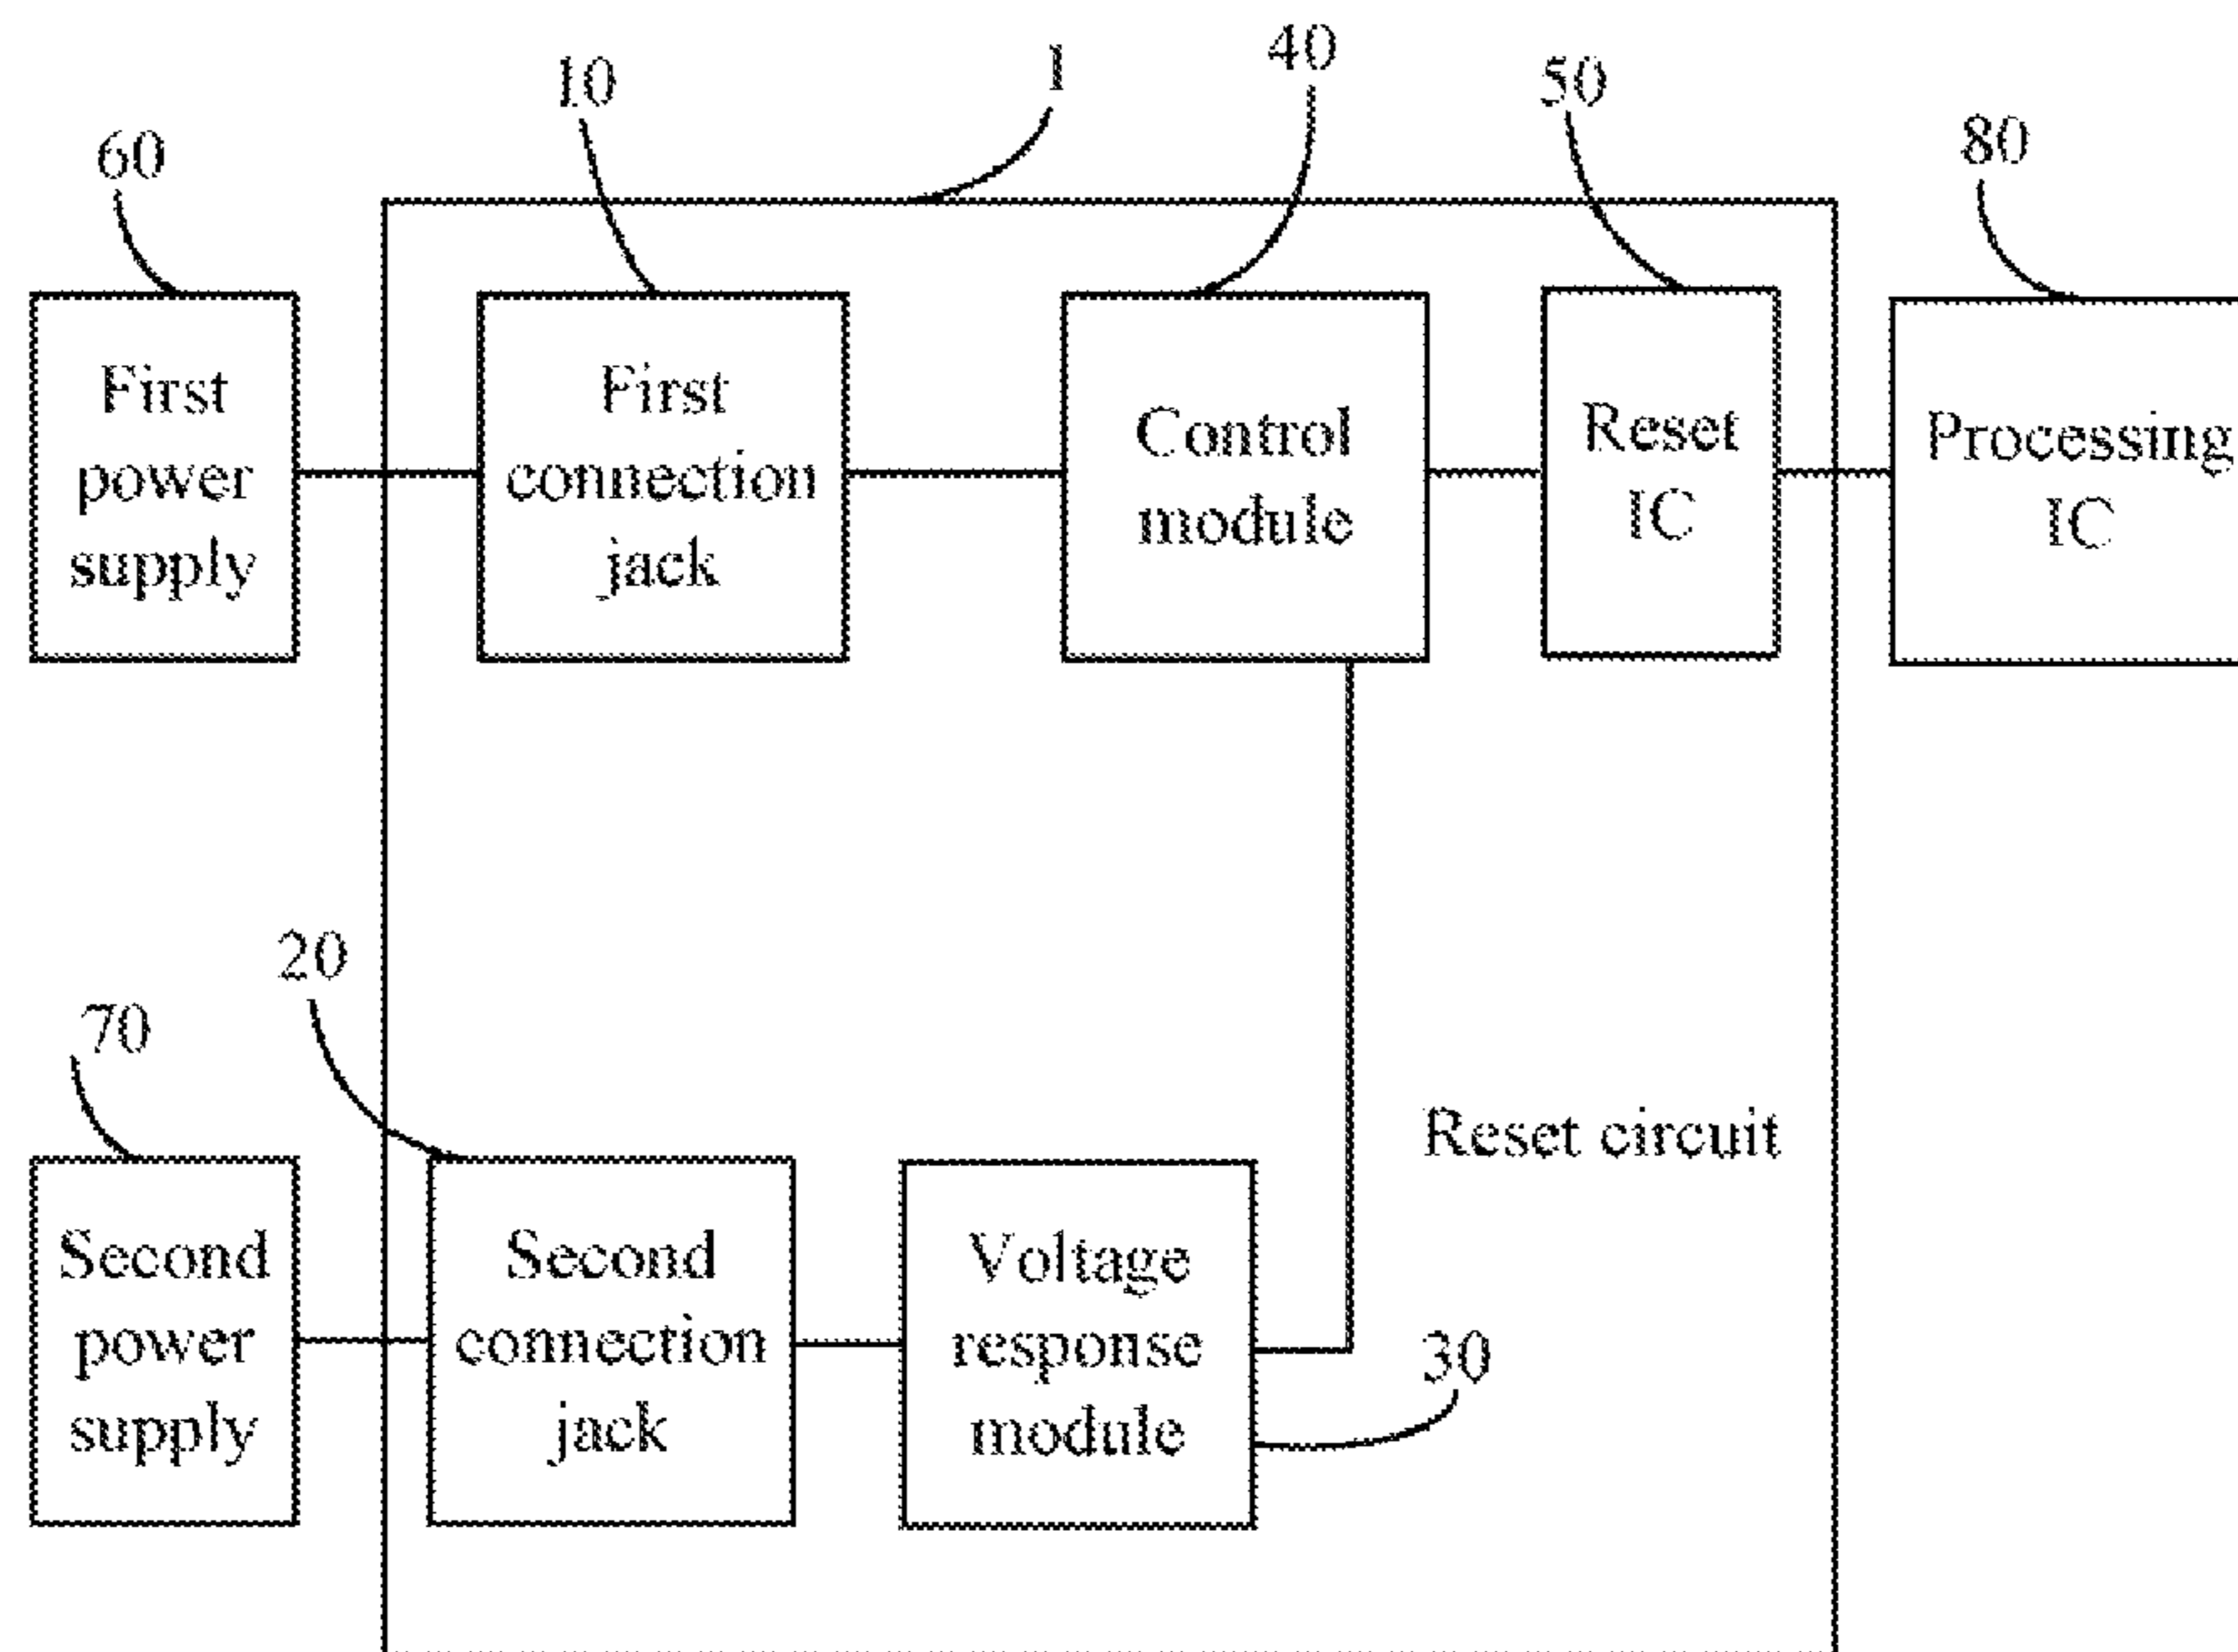 60
10
1
40
50
80
First
power
supply
First
connection
jack
Control
module
Reset
IC
Processing
IC
70
20
Second
power
supply
Second
connection
jack
Voltage
response
module
30
Reset circuit